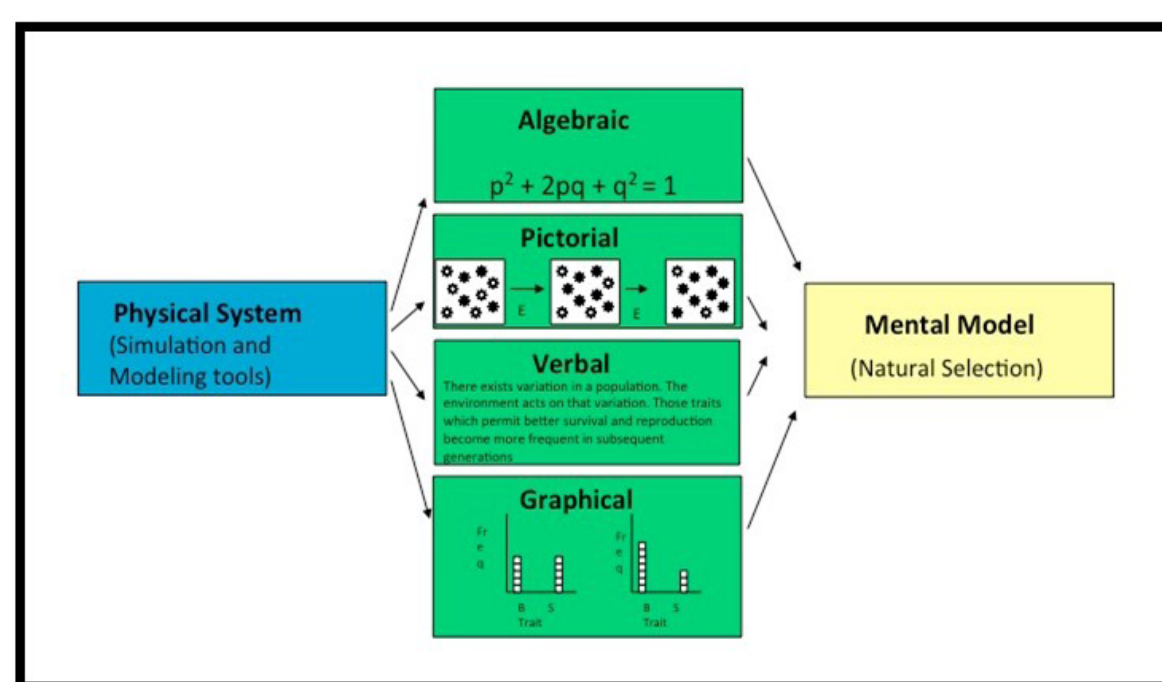 Physical System
(Simulation and
Modeling tools)
Algebraic
p² + 2pq + q² = 1
Pictorial
E
E
Verbal
There exists variation in a population. The
environment acts on that variation. Those traits
which permit better survival and reproduction
become more frequent in subsequent
generations
Graphical
Fr
e
q
B S
Trait
Fr
e
q
B S
Trait
Mental Model
(Natural Selection)